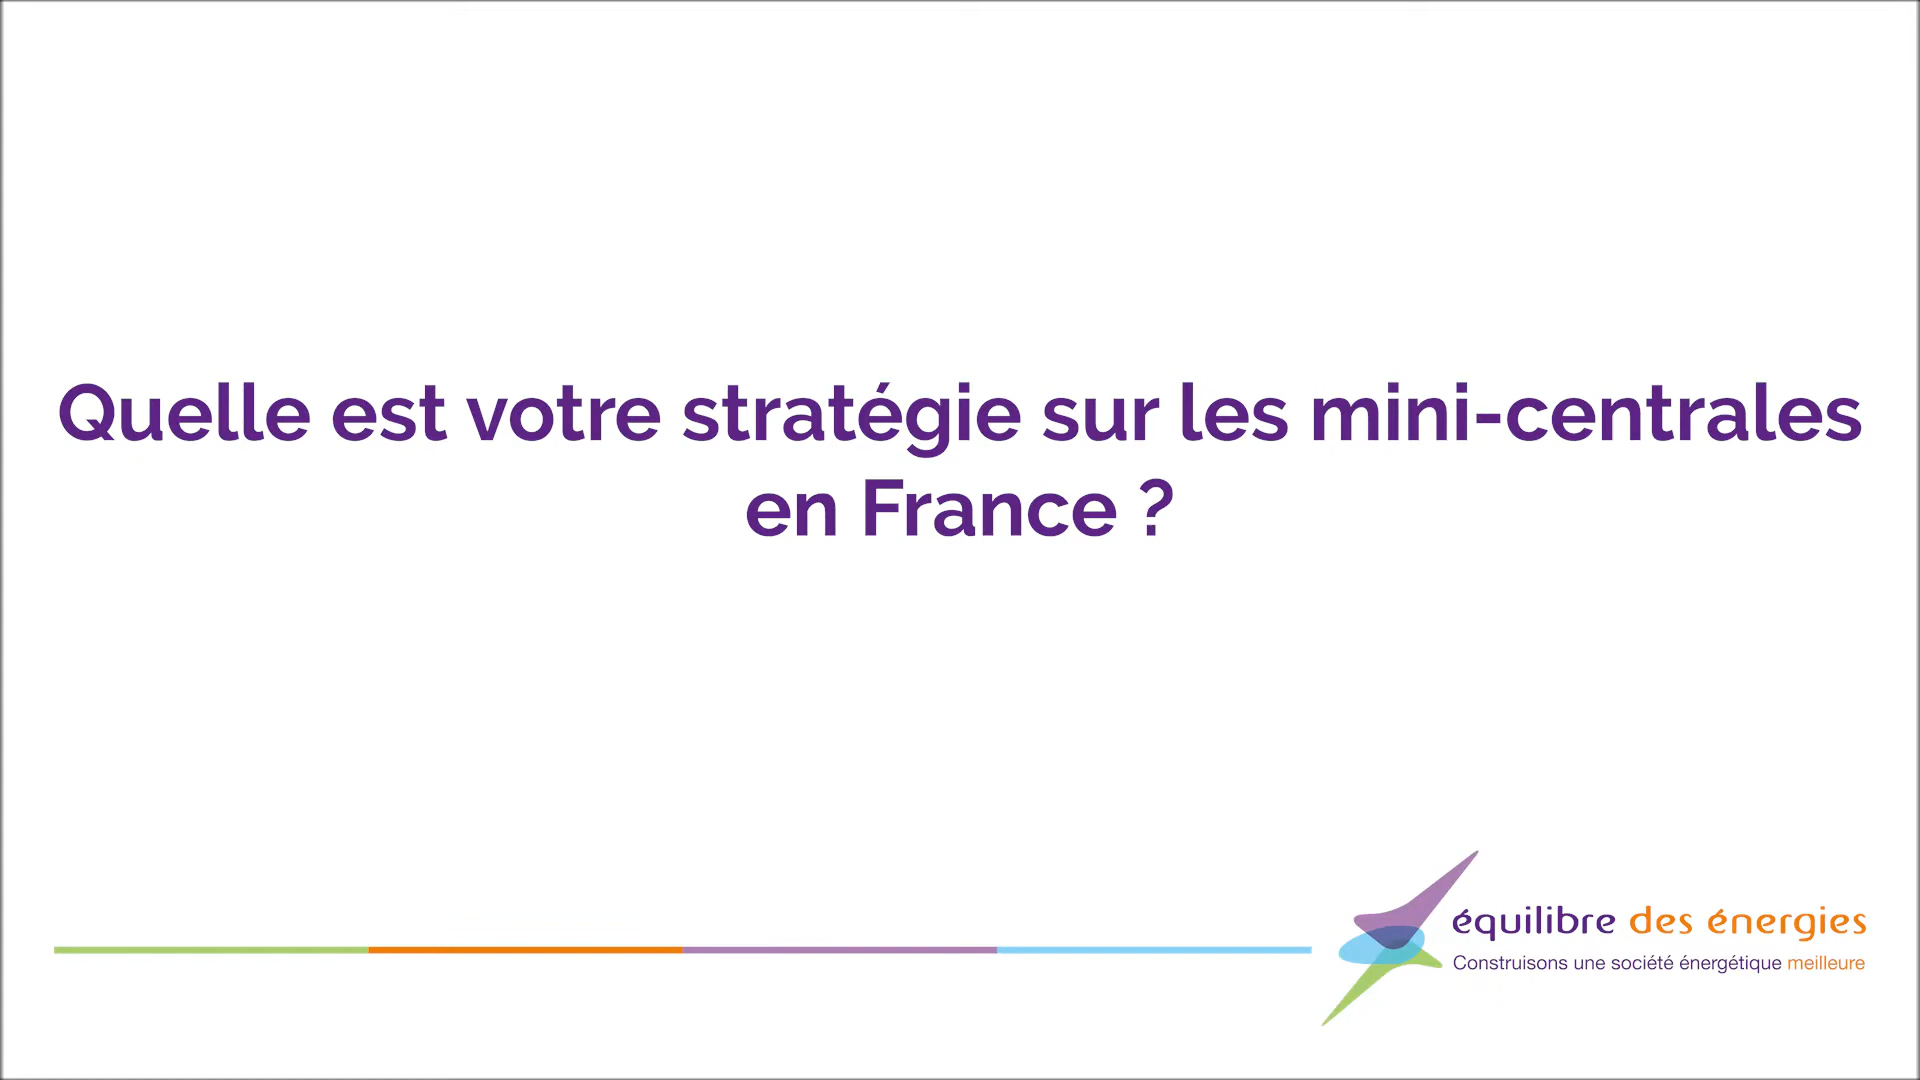 Quelle est votre stratégie sur les mini-centrales
en France ?
équilibre des énergies
Construisons une société énergétique meilleure